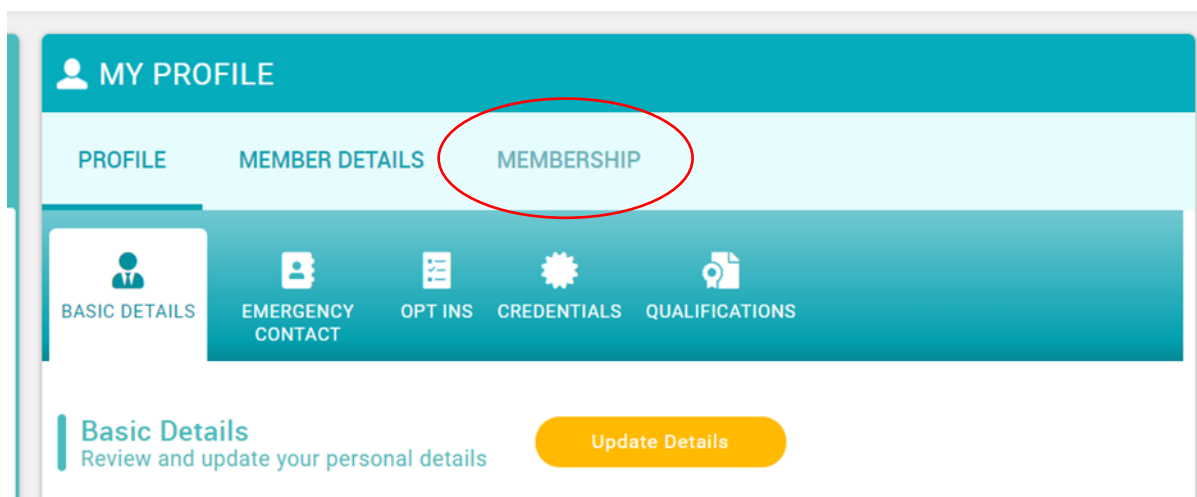 MY PROFILE
PROFILE MEMBER DETAILS MEMBERSHIP
BASIC DETAILS
EMERGENCY
CONTACT
OPT INS
CREDENTIALS
QUALIFICATIONS
Basic Details
Review and update your personal details
Update Details